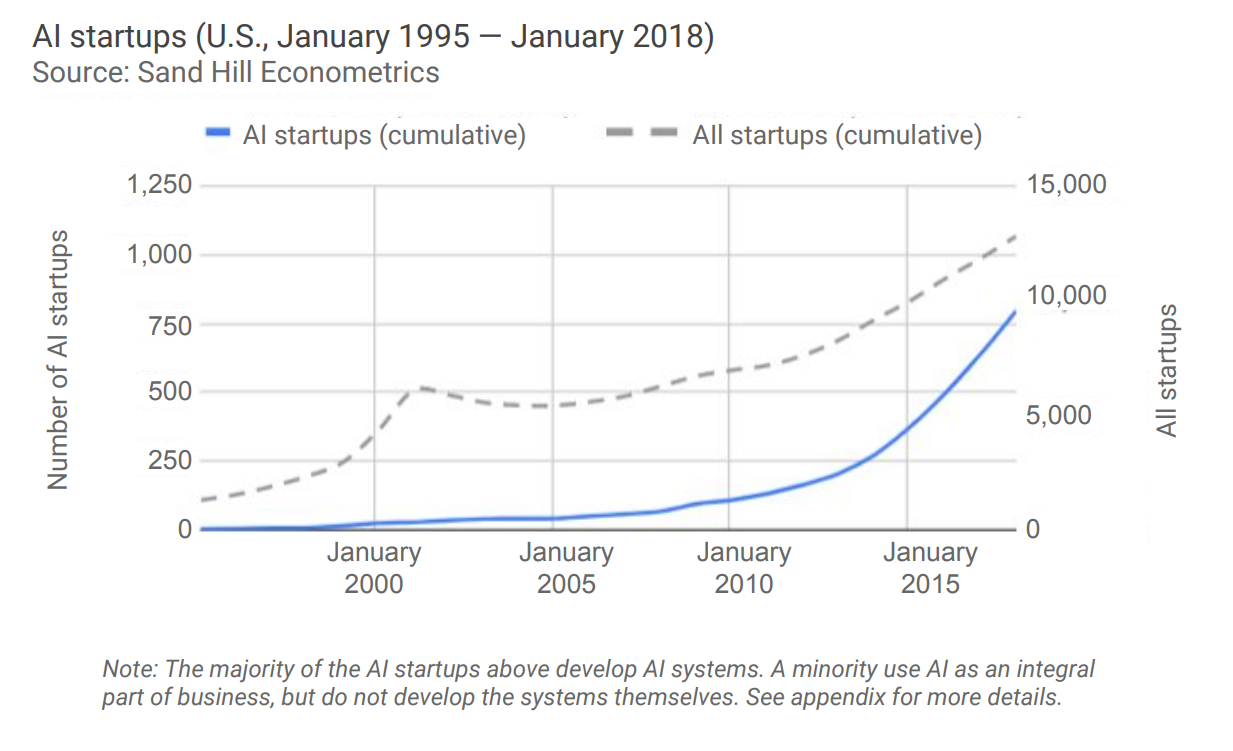 AI startups (U.S., January 1995 — January 2018)
Source: Sand Hill Econometrics
AI startups (cumulative) All startups (cumulative)
1,250
1,000
750
500
250
0
Number of AI startups
15,000
10,000
5,000
0
All startups
January 2000
January 2005
January 2010
January 2015
Note: The majority of the AI startups above develop AI systems. A minority use AI as an integral
part of business, but do not develop the systems themselves. See appendix for more details.